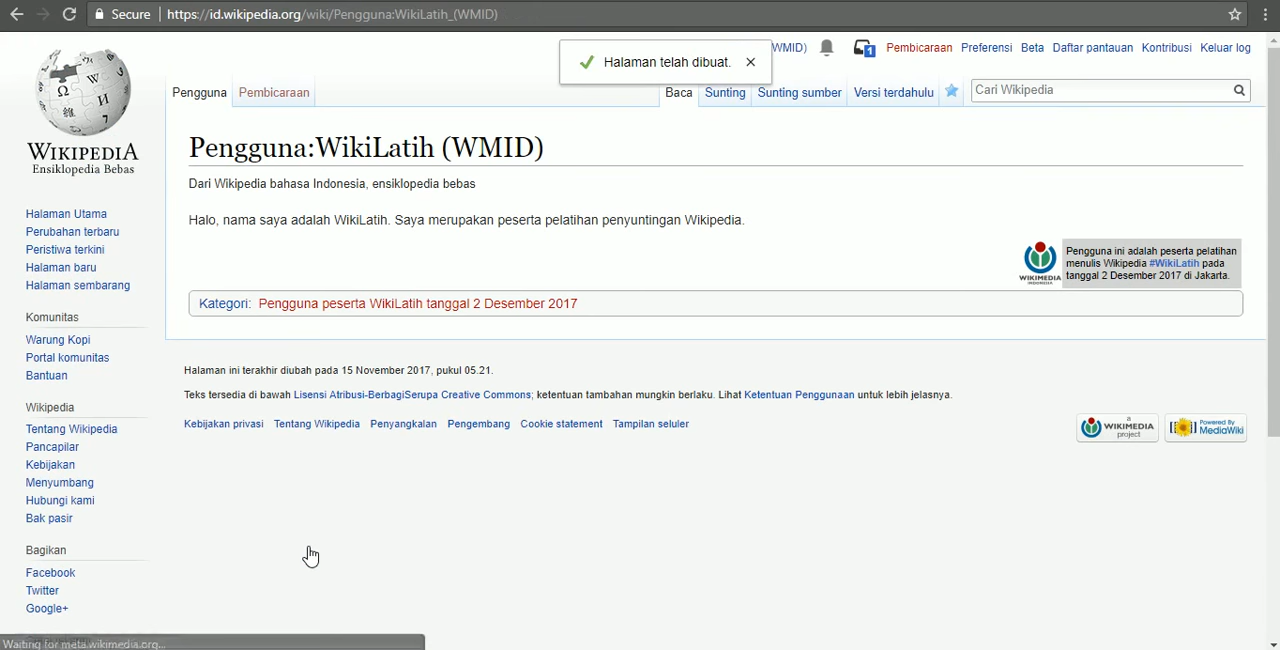 Secure https://id.wikipedia.org/wiki/Pengguna:WikiLatih_(WMID)
Halaman telah dibuat.
WMID) 1 Pembicaraan Preferensi Beta Daftar pantauan Kontribusi Keluar log
Pengguna Pembicaraan Baca Sunting Sunting sumber Versi terdahulu Cari Wikipedia
WIKIPEDIA
Ensiklopedia Bebas
Halaman Utama
Perubahan terbaru
Peristiwa terkini
Halaman baru
Halaman sembarang
Komunitas
Warung Kopi
Portal komunitas
Bantuan
Wikipedia
Tentang Wikipedia
Pancapilar
Kebijakan
Menyumbang
Hubungi kami
Bak pasir
Bagikan
Facebook
Twitter
Google+
Pengguna:WikiLatih (WMID)
Dari Wikipedia bahasa Indonesia, ensiklopedia bebas
Halo, nama saya adalah WikiLatih. Saya merupakan peserta pelatihan penyuntingan Wikipedia.
WIKIMEDIA
INDONESIA
Pengguna ini adalah peserta pelatihan
menulis Wikipedia #WikiLatih pada
tanggal 2 Desember 2017 di Jakarta.
Kategori: Pengguna peserta WikiLatih tanggal 2 Desember 2017
Halaman ini terakhir diubah pada 15 November 2017, pukul 05.21.
Teks tersedia di bawah Lisensi Atribusi-BerbagiSerupa Creative Commons; ketentuan tambahan mungkin berlaku. Lihat Ketentuan Penggunaan untuk lebih jelasnya.
Kebijakan privasi Tentang Wikipedia Penyangkalan Pengembang Cookie statement Tampilan seluler
a
WIKIMEDIA
project
Powered By
MediaWiki
Waiting for meta.wikimedia.org...